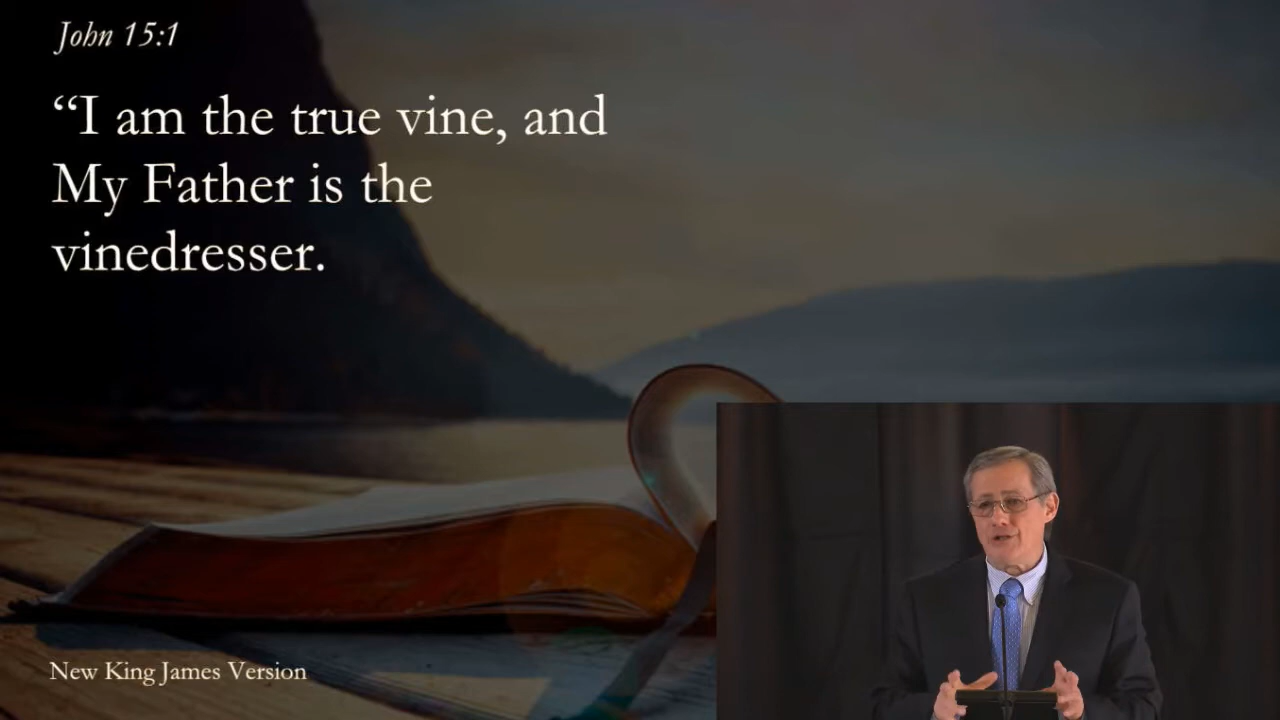 John 15:1
“I am the true vine, and
My Father is the
vinedresser.
New King James Version